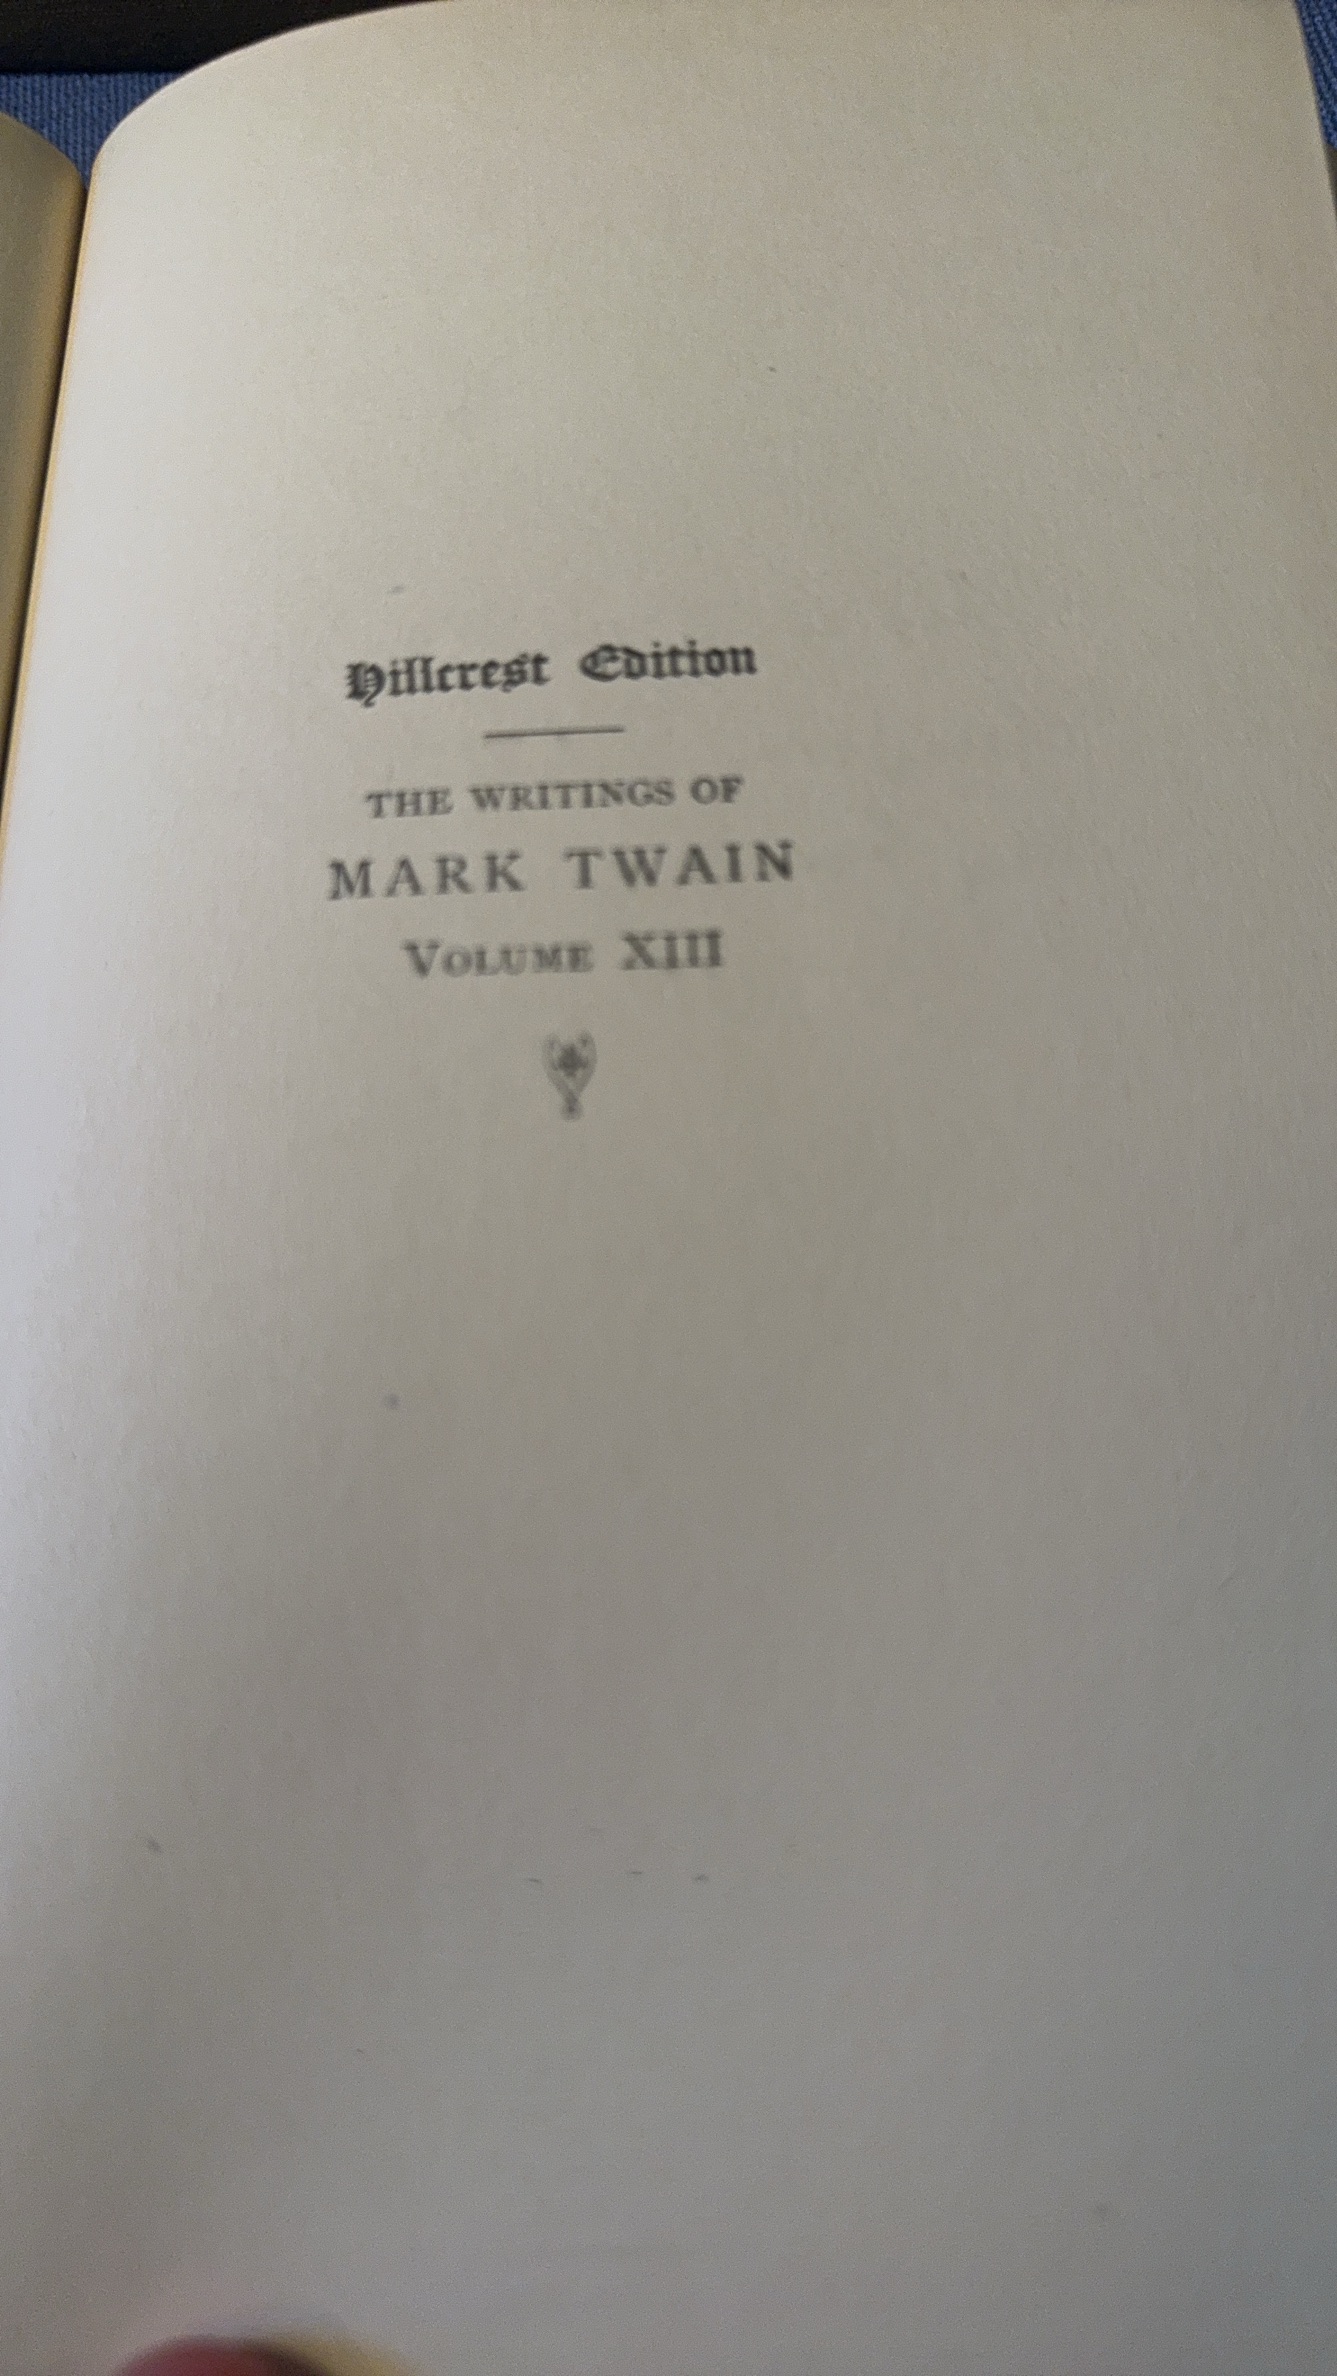 Hillcrest Edition
THE WRITINGS OF
MARK TWAIN
VOLUME XIII